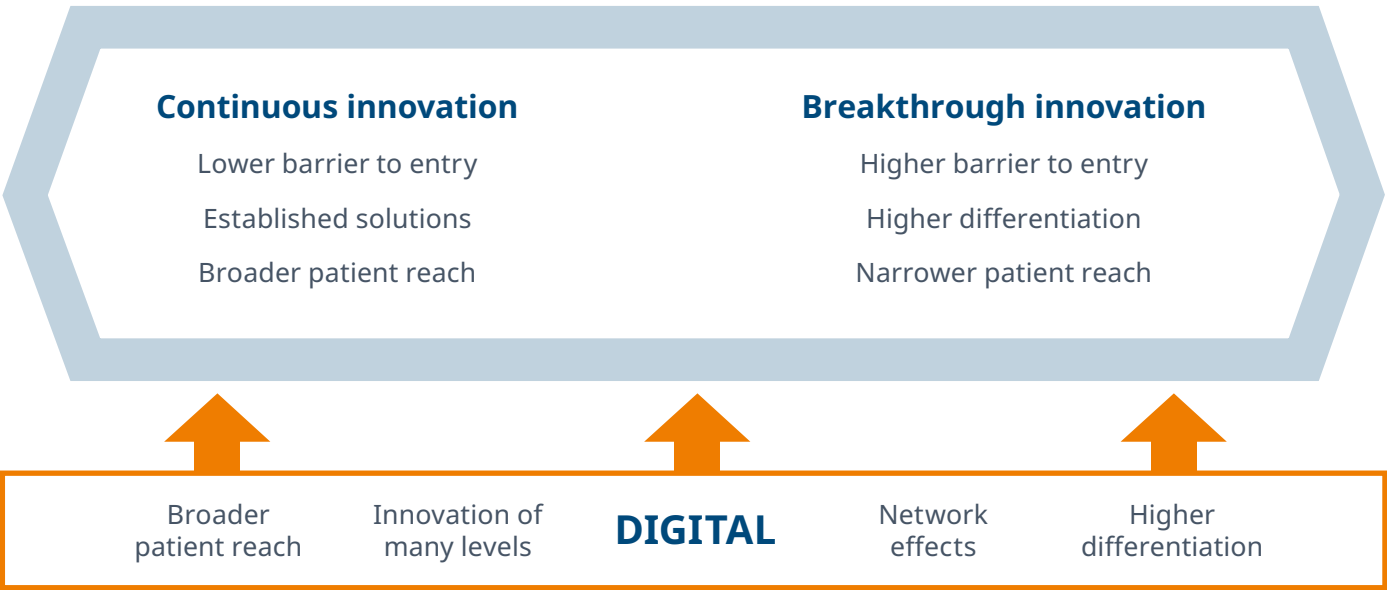 Continuous innovation
Lower barrier to entry
Established solutions
Broader patient reach
Breakthrough innovation
Higher barrier to entry
Higher differentiation
Narrower patient reach
Broader
patient reach
Innovation of
many levels
DIGITAL
Network
effects
Higher
differentiation